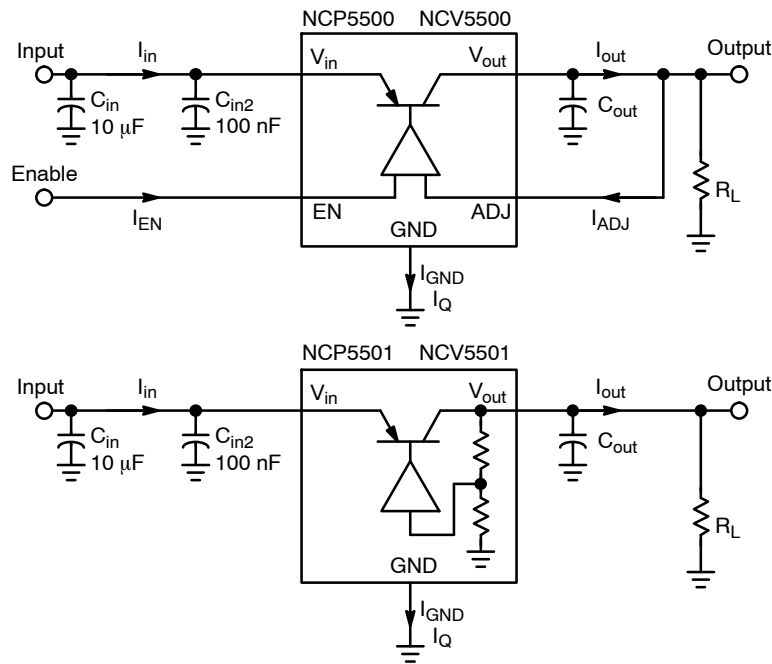 NCP5500 NCV5500
Input I_in V_in V_out I_out Output
C_in 10 μF
C_in2 100 nF
C_out
Enable
I_EN EN ADJ I_ADJ R_L
GND
I_GND
I_Q
NCP5501 NCV5501
Input I_in V_in V_out I_out Output
C_in 10 μF
C_in2 100 nF
C_out
R_L
GND
I_GND
I_Q